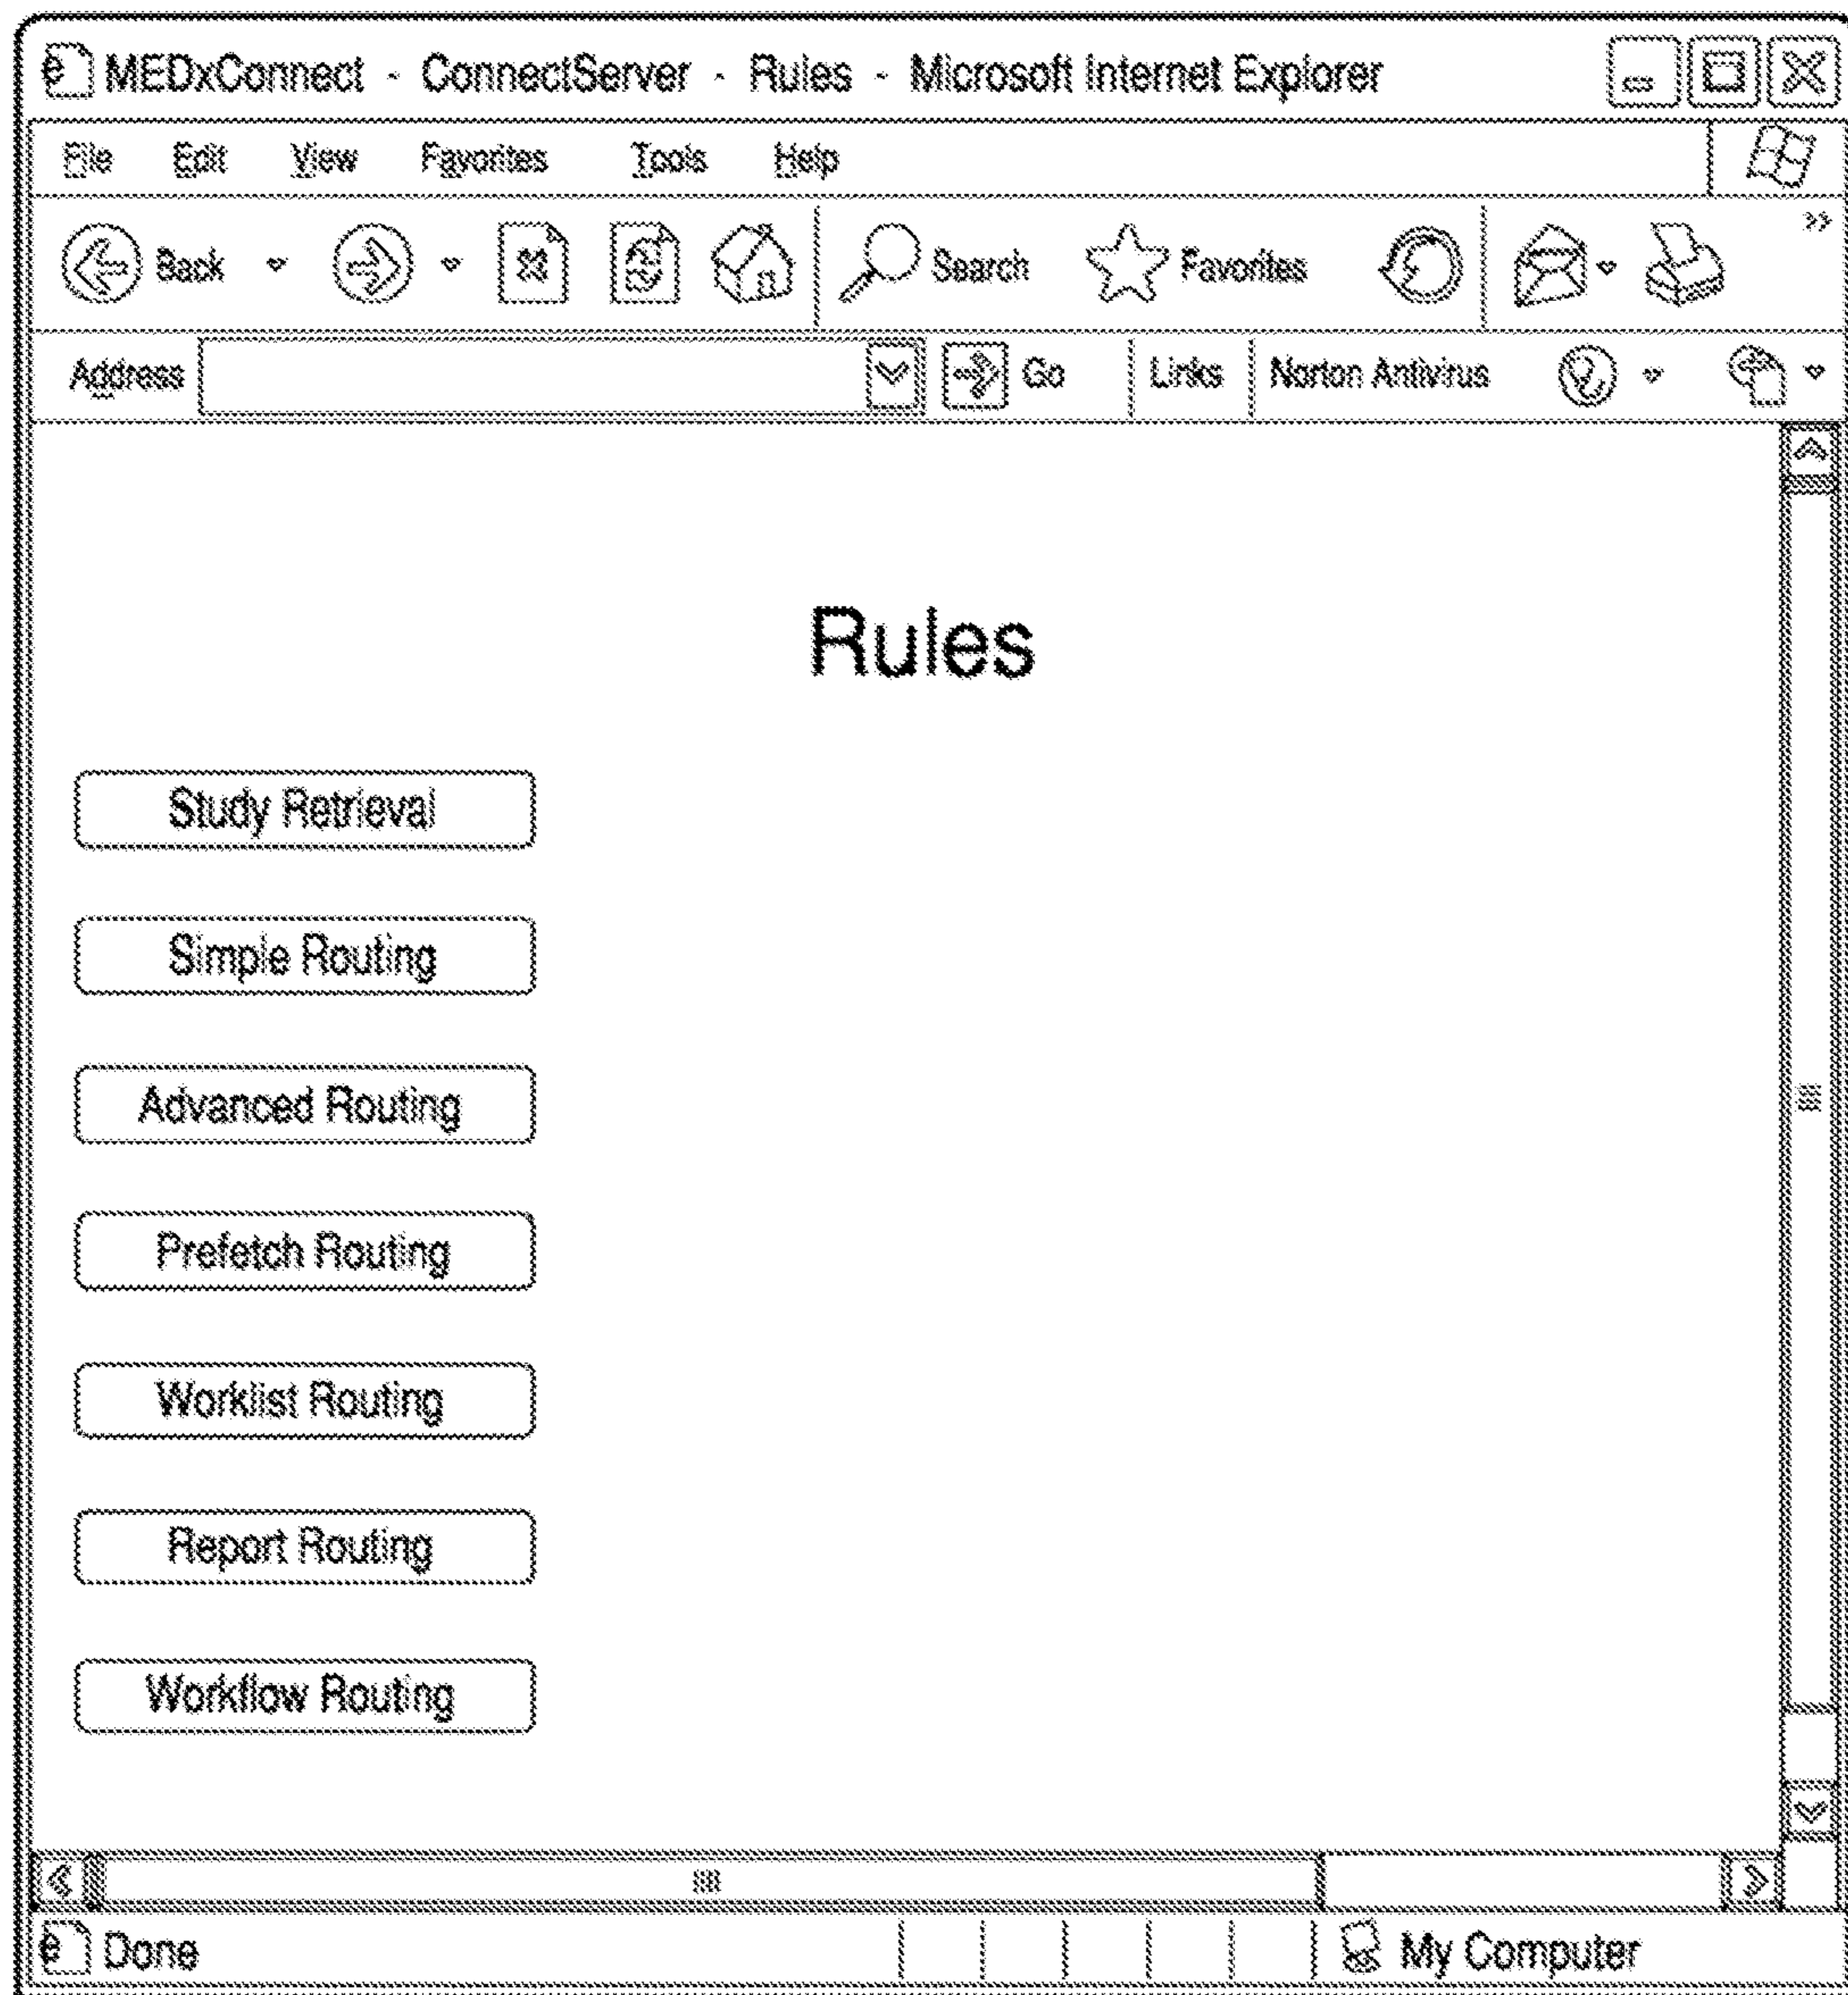 MEDxConnect - ConnectServer - Rules - Microsoft Internet Explorer
File Edit View Favorites Tools Help
Back Search Favorites
Address Go Links Norton Antivirus
Rules
Study Retrieval
Simple Routing
Advanced Routing
Prefetch Routing
Worklist Routing
Report Routing
Workflow Routing
Done My Computer